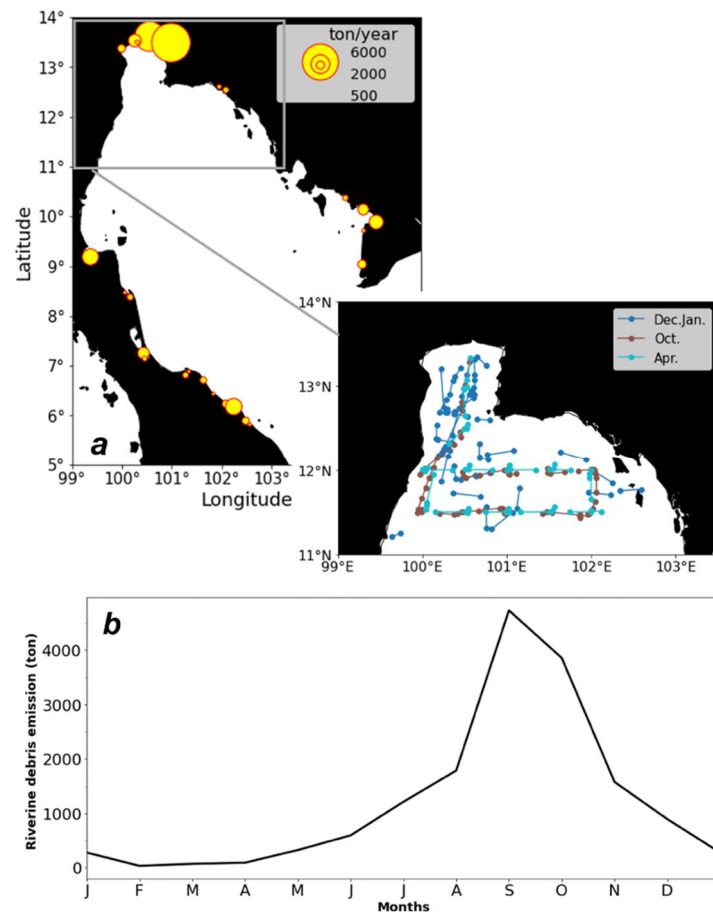 14°
13°
12°
11°
10°
9°
8°
7°
6°
5°
Latitude
ton/year
6000
2000
500
a
99°
100°
101°
102°
103°
Longitude
14°N
13°N
12°N
11°N
Dec.Jan.
Oct.
Apr.
99°E
100°E
101°E
102°E
103°E
b
Riverine debris emission (ton)
4000
3000
2000
1000
0
J F M A M J J A S O N D
Months